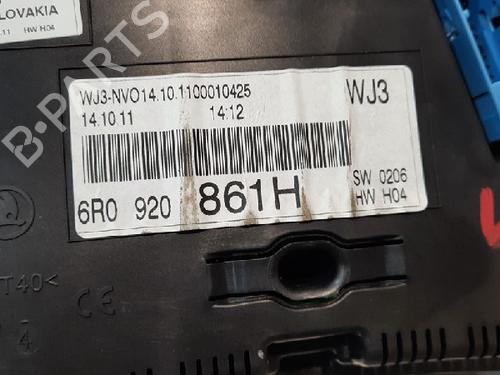 LOVAKIA
.11 HW H04
WJ3-NVO14.10.1100010425
WJ3
14.10 11 14:12
6R0 920 861H
SW 0206
HW H04
T40<
CE
4